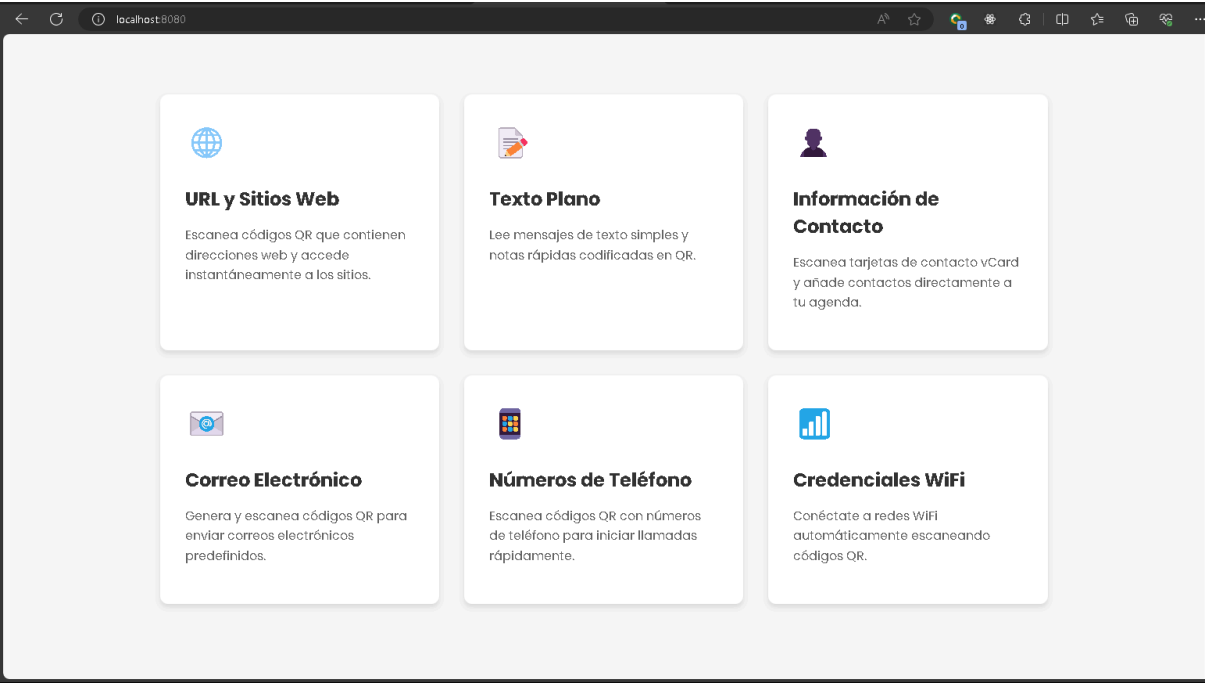 localhost:8080
URL y Sitios Web
Escanea códigos QR que contienen
direcciones web y accede
instantáneamente a los sitios.
Texto Plano
Lee mensajes de texto simples y
notas rápidas codificadas en QR.
Información de
Contacto
Escanea tarjetas de contacto vCard
y añade contactos directamente a
tu agenda.
Correo Electrónico
Genera y escanea códigos QR para
enviar correos electrónicos
predefinidos.
Números de Teléfono
Escanea códigos QR con números
de teléfono para iniciar llamadas
rápidamente.
Credenciales WiFi
Conéctate a redes WiFi
automáticamente escaneando
códigos QR.